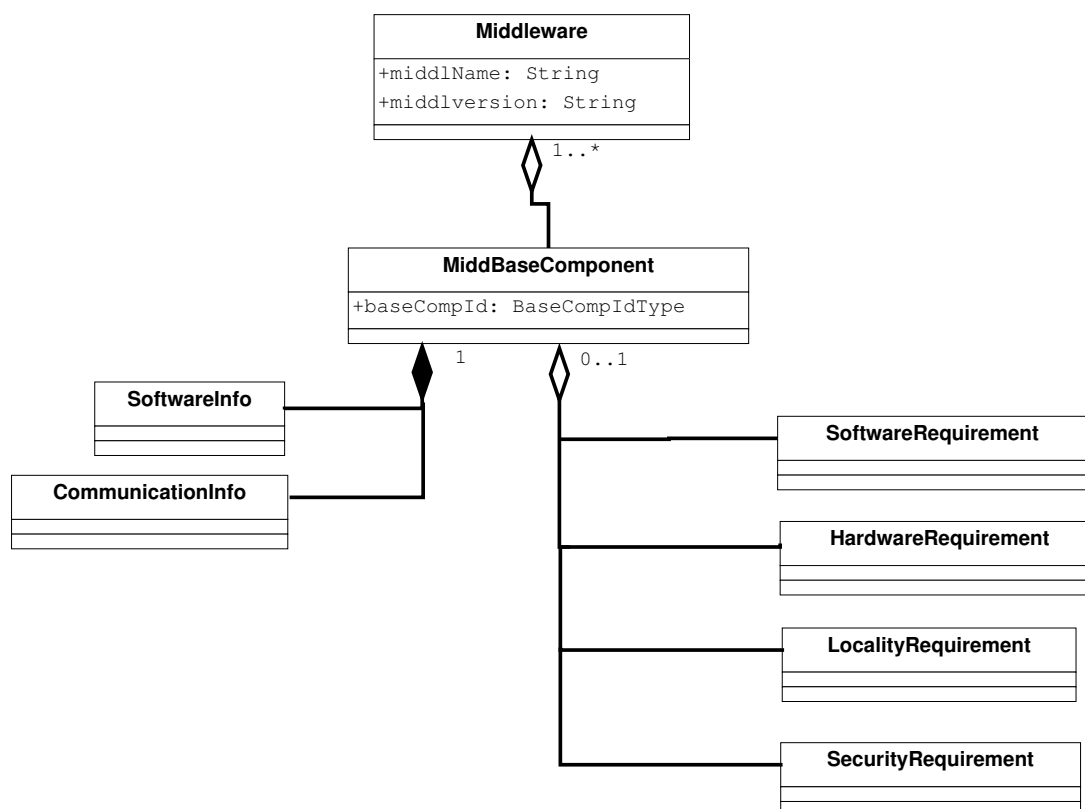 Middleware
+middlName: String
+middlversion: String
1..*
MiddBaseComponent
+baseCompId: BaseCompIdType
1
0..1
SoftwareInfo
SoftwareRequirement
CommunicationInfo
HardwareRequirement
LocalityRequirement
SecurityRequirement